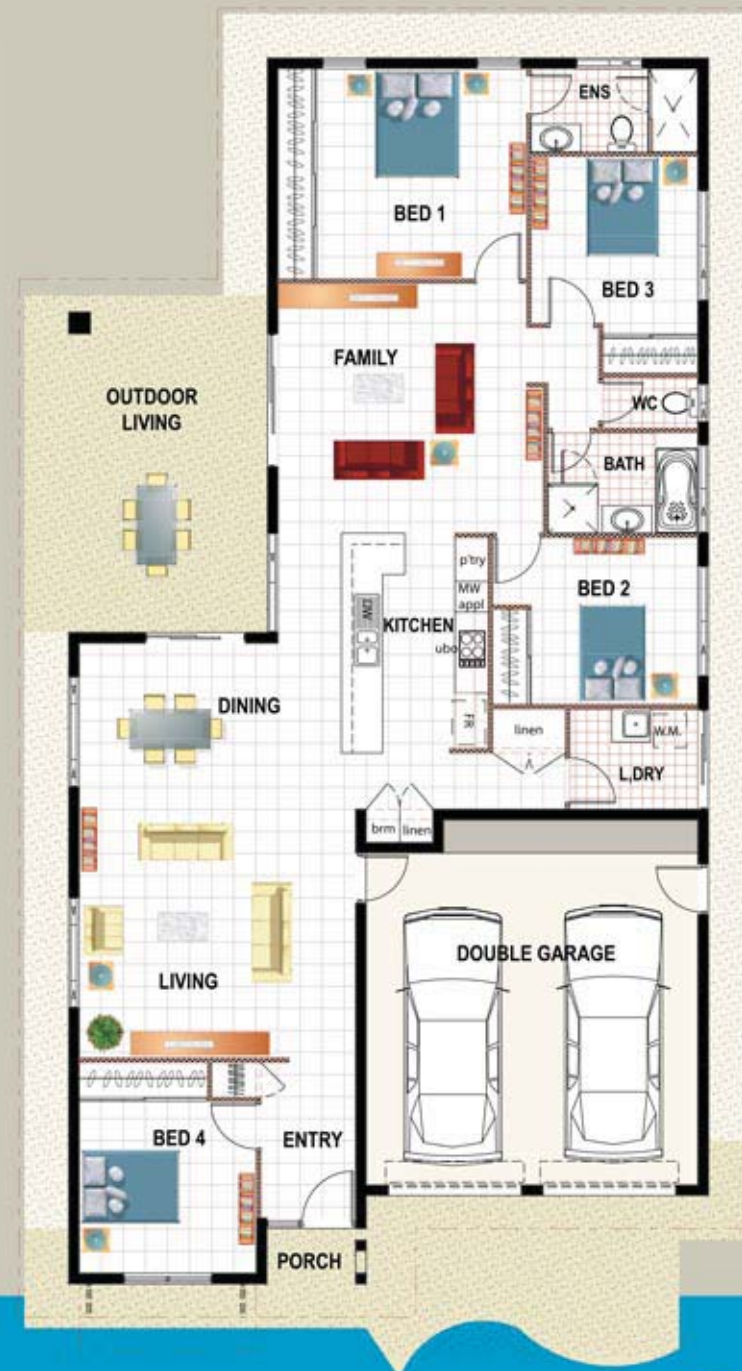 ENS
BED 1
BED 3
FAMILY
OUTDOOR
LIVING
WC
BATH
p'try
MW
appl
BED 2
DW
KITCHEN
ubo
DINING
FR
linen
W.M.
L,DRY
brm
linen
DOUBLE GARAGE
LIVING
BED 4
ENTRY
PORCH